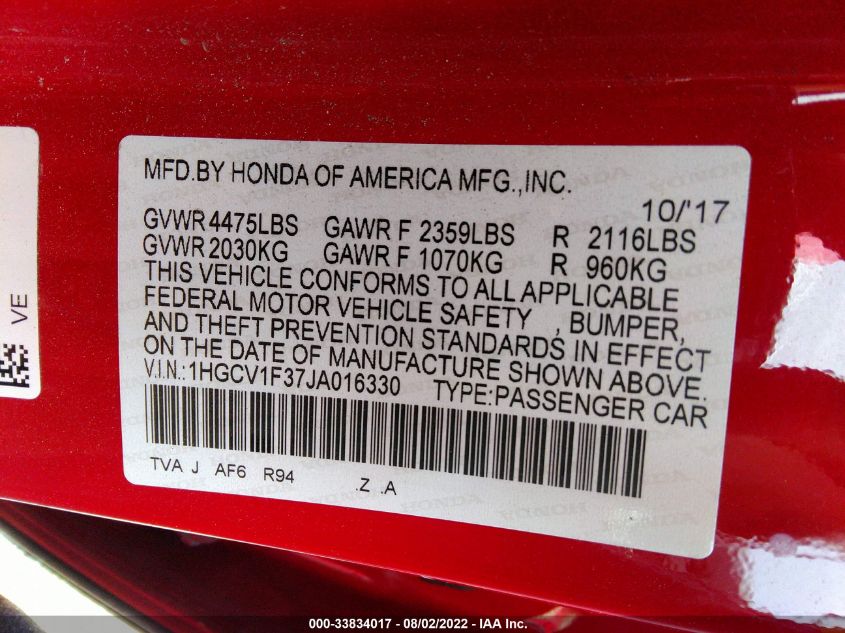 MFD.BY HONDA OF AMERICA MFG.,INC.
10/'17
GVWR 4475LBS GAWR F 2359LBS R 2116LBS
GVWR 2030KG GAWR F 1070KG R 960KG
THIS VEHICLE CONFORMS TO ALL APPLICABLE
FEDERAL MOTOR VEHICLE SAFETY , BUMPER,
AND THEFT PREVENTION STANDARDS IN EFFECT
ON THE DATE OF MANUFACTURE SHOWN ABOVE.
V.I.N.:1HGCV1F37JA016330 TYPE:PASSENGER CAR
TVA J AF6 R94 .Z .A
VE
000-33834017 - 08/02/2022 - IAA Inc.